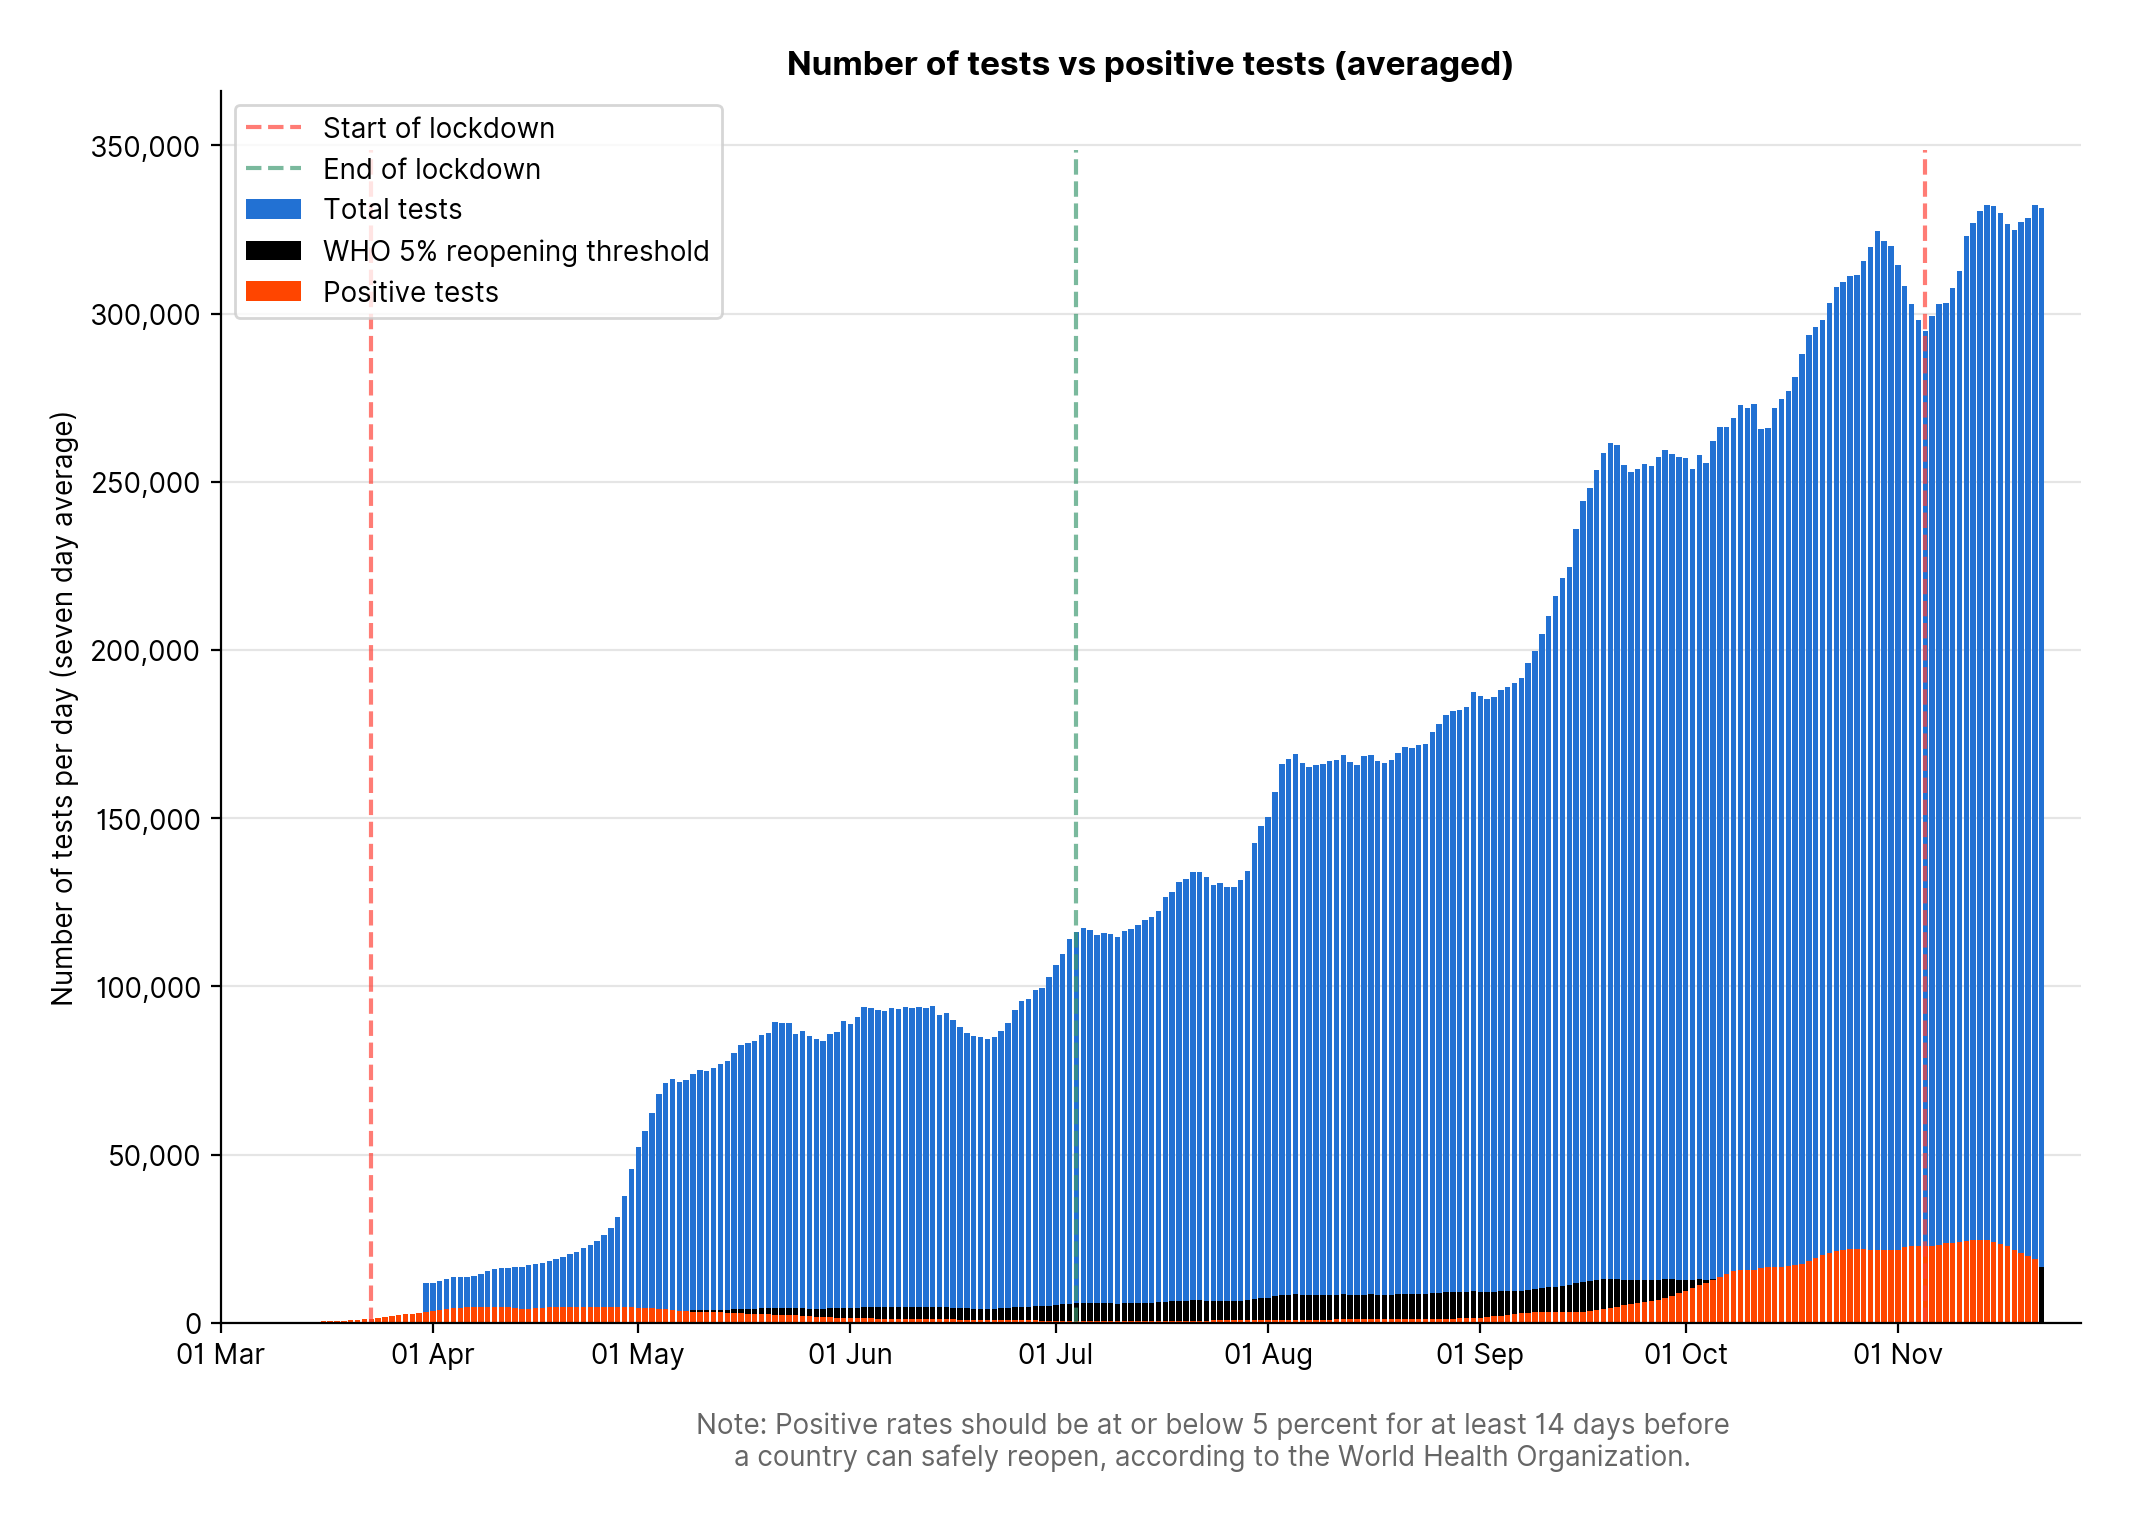 Number of tests vs positive tests (averaged)
Start of lockdown
End of lockdown
Total tests
WHO 5% reopening threshold
Positive tests
Number of tests per day (seven day average)
350,000
300,000
250,000
200,000
150,000
100,000
50,000
0
01 Mar
01 Apr
01 May
01 Jun
01 Jul
01 Aug
01 Sep
01 Oct
01 Nov
Note: Positive rates should be at or below 5 percent for at least 14 days before
a country can safely reopen, according to the World Health Organization.